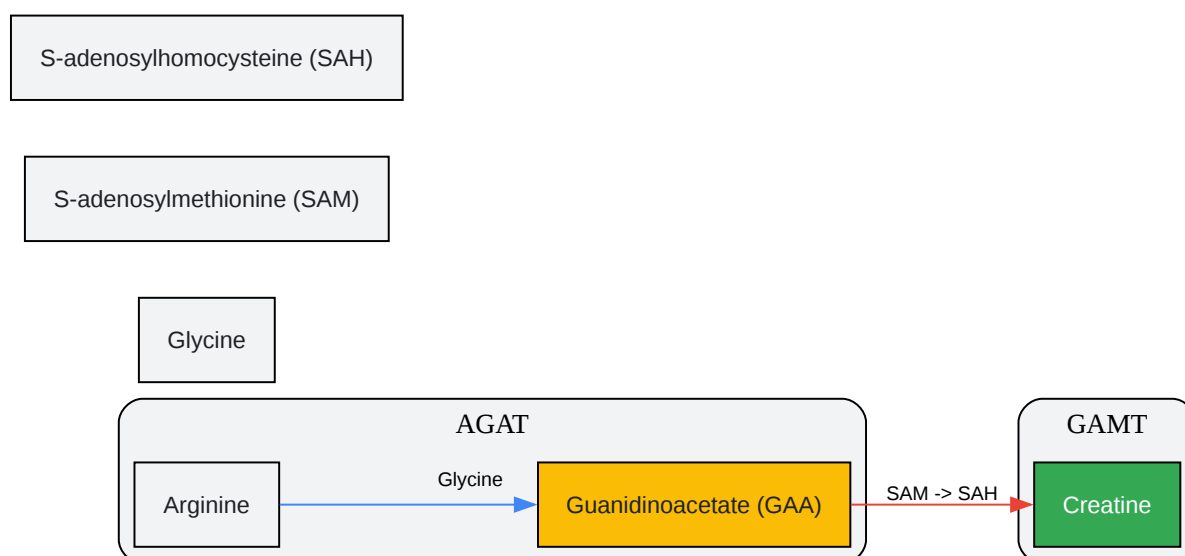 S-adenosylhomocysteine (SAH)
S-adenosylmethionine (SAM)
Glycine
AGAT
GAMT
Arginine
Glycine
Guanidinoacetate (GAA)
SAM -> SAH
Creatine